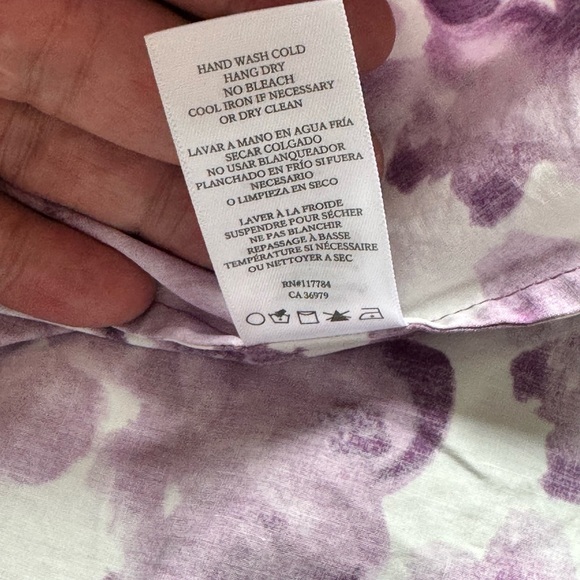 HAND WASH COLD
HANG DRY
NO BLEACH
COOL IRON IF NECESSARY
OR DRY CLEAN
LAVAR A MANO EN AGUA FRÍA
SECAR COLGADO
NO USAR BLANQUEADOR
PLANCHADO EN FRÍO SI FUERA
NECESARIO
O LIMPIEZA EN SECO
LAVER À LA FROIDE
SUSPENDRE POUR SÉCHER
NE PAS BLANCHIR
REPASSAGE À BASSE
TEMPÉRATURE SI NÉCESSAIRE
OU NETTOYER A SEC
RN#117784
CA 36979